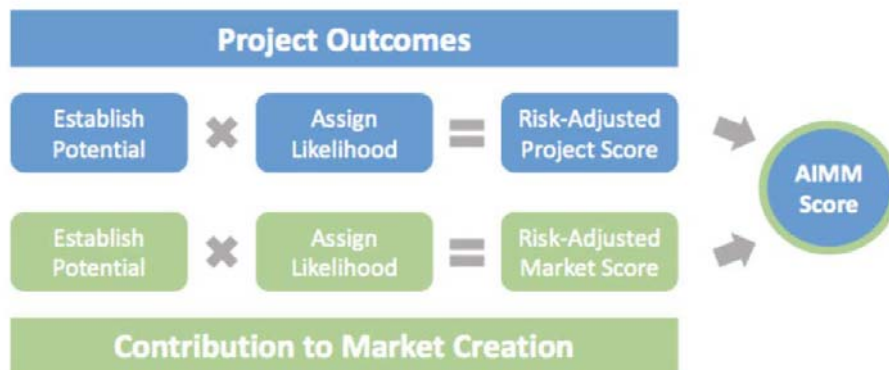 Project Outcomes
Establish
Potential
Assign
Likelihood
Risk-Adjusted
Project Score
AIMM
Score
Establish
Potential
Assign
Likelihood
Risk-Adjusted
Market Score
Contribution to Market Creation